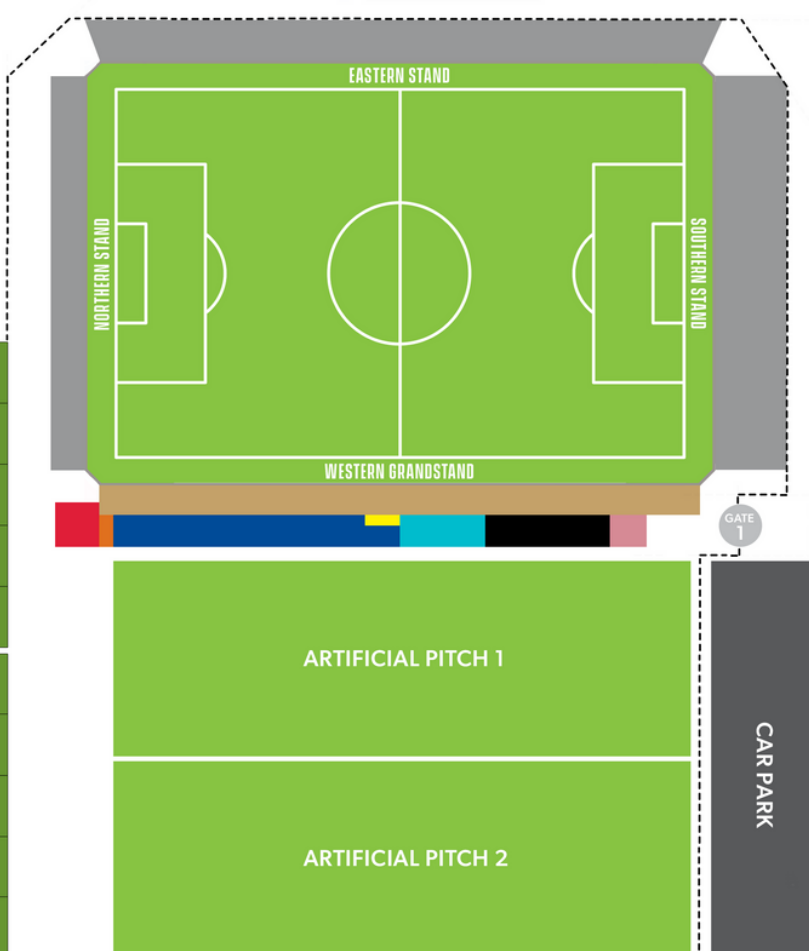 EASTERN STAND
NORTHERN STAND
SOUTHERN STAND
WESTERN GRANDSTAND
GATE
1
ARTIFICIAL PITCH 1
CAR PARK
ARTIFICIAL PITCH 2